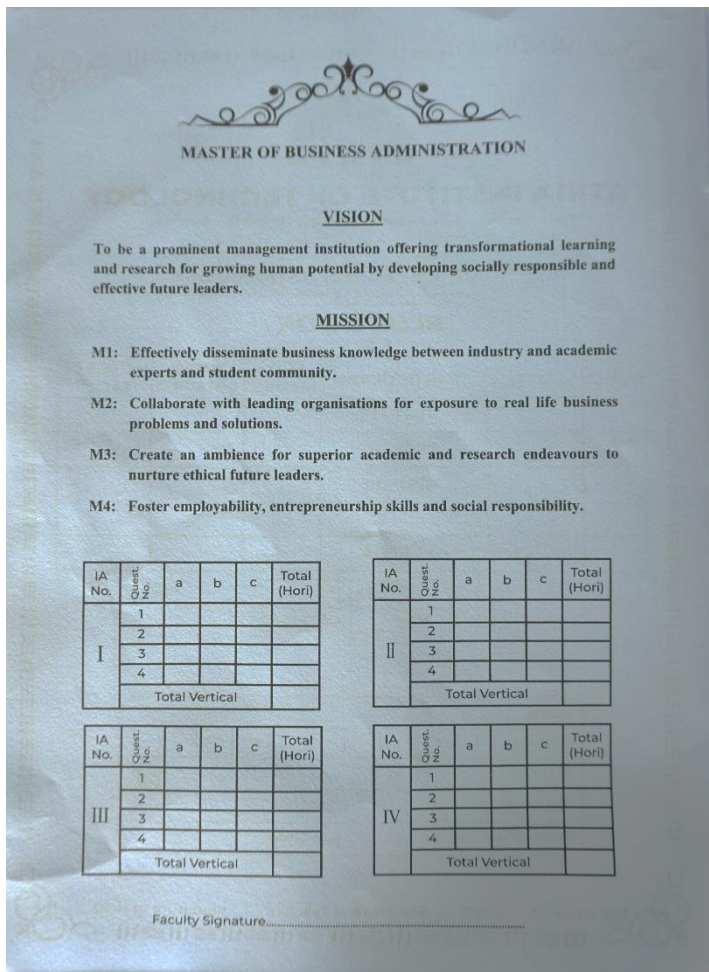 MASTER OF BUSINESS ADMINISTRATION
VISION
To be a prominent management institution offering transformational learning
and research for growing human potential by developing socially responsible and
effective future leaders.
MISSION
M1: Effectively disseminate business knowledge between industry and academic
experts and student community.
M2: Collaborate with leading organisations for exposure to real life business
problems and solutions.
M3: Create an ambience for superior academic and research endeavours to
nurture ethical future leaders.
M4: Foster employability, entrepreneurship skills and social responsibility.
IA No. Quest. No. a b c Total (Hori)
I
1
2
3
4
Total Vertical
IA No. Quest. No. a b c Total (Hori)
II
1
2
3
4
Total Vertical
IA No. Quest. No. a b c Total (Hori)
III
1
2
3
4
Total Vertical
IA No. Quest. No. a b c Total (Hori)
IV
1
2
3
4
Total Vertical
Faculty Signature